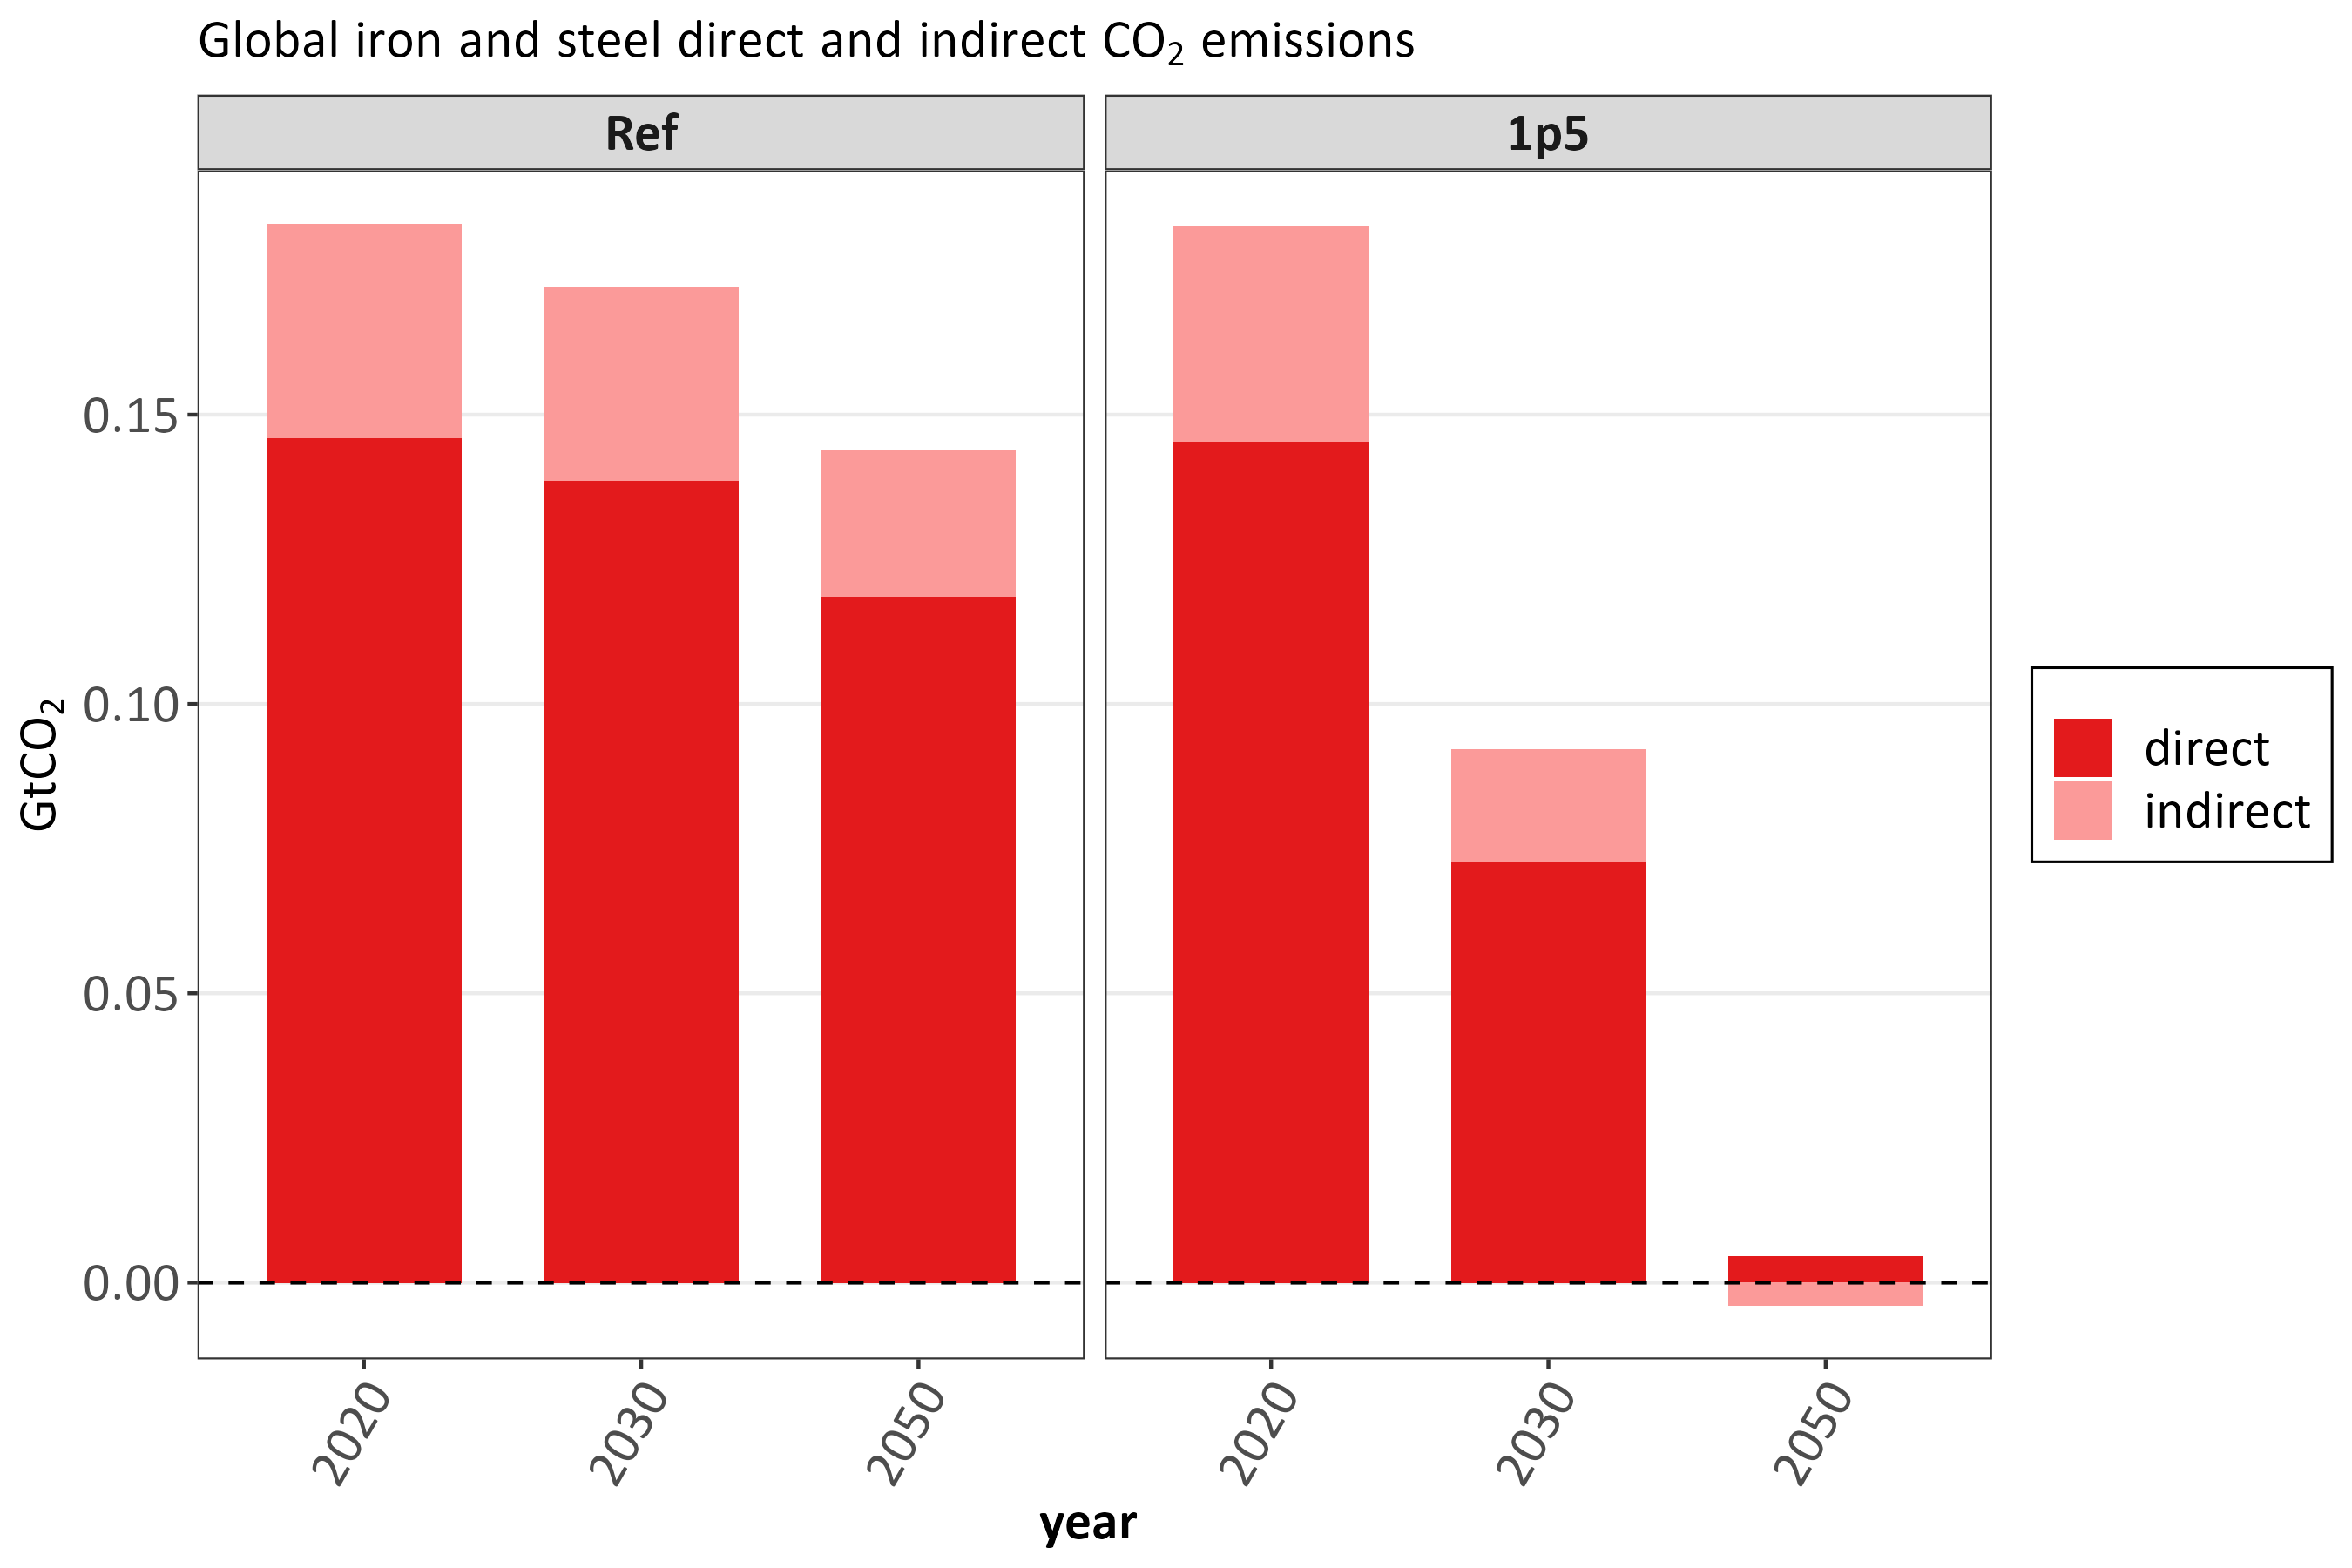 Global iron and steel direct and indirect CO₂ emissions
Ref
1p5
GtCO₂
0.15
0.10
0.05
0.00
2020
2030
2050
2020
2030
2050
year
direct
indirect